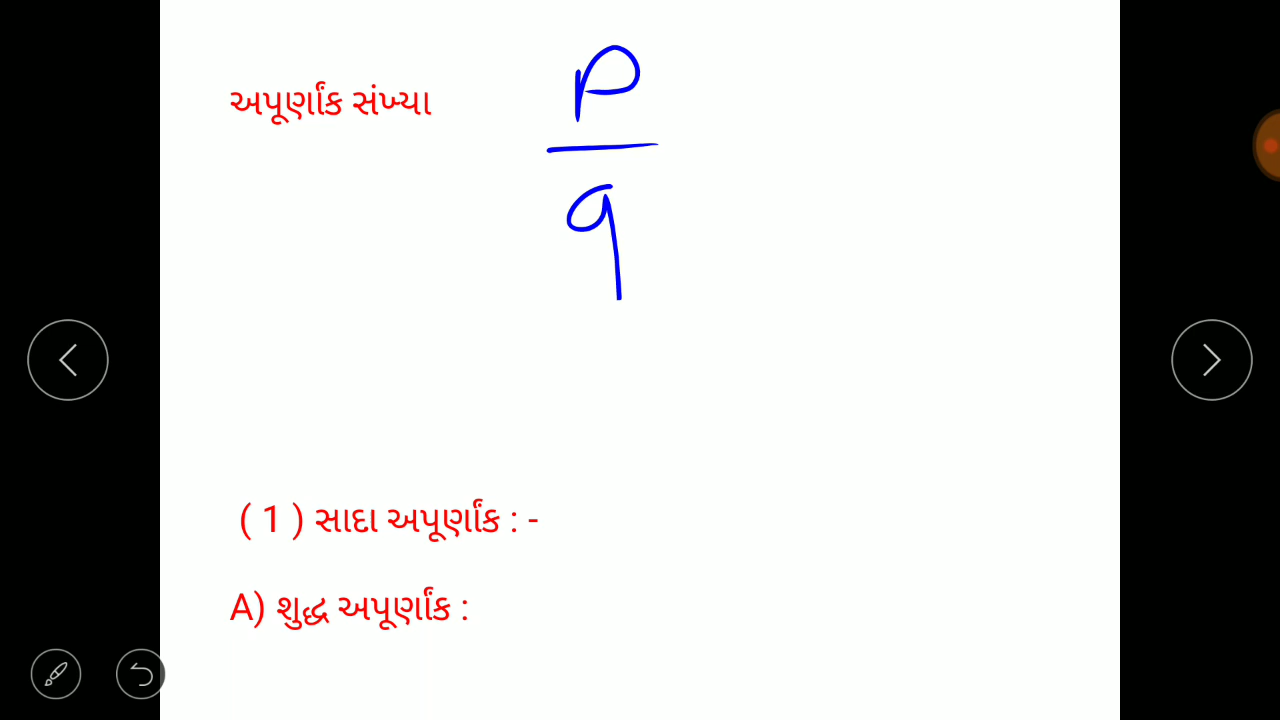 અપૂર્ણાંક સંખ્યા
p
q
( 1 ) સાદા અપૂર્ણાંક : -
A) શુદ્ધ અપૂર્ણાંક :